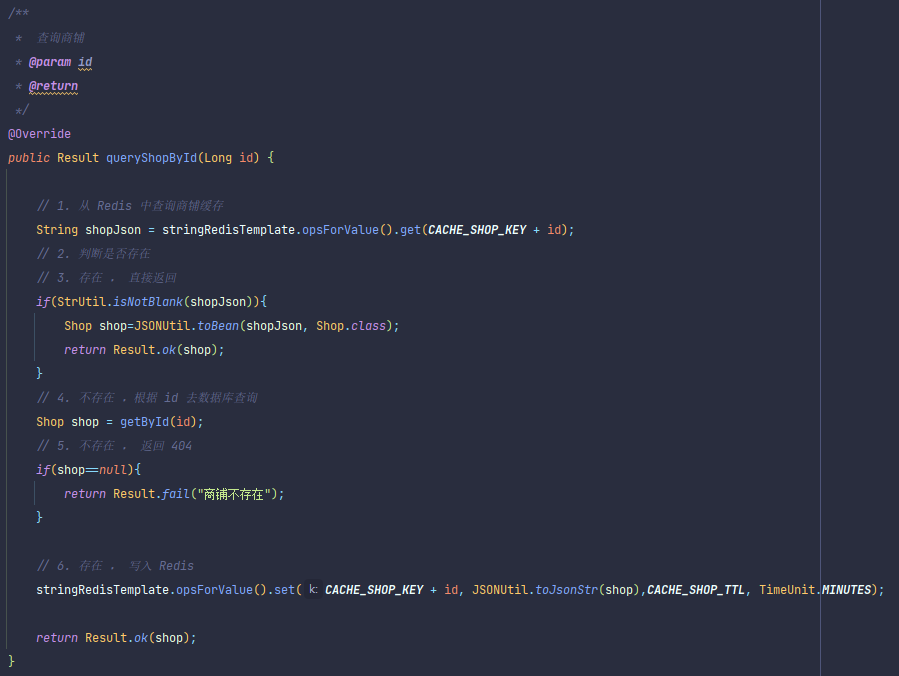 /**
 * 查询商铺
 * @param id
 * @return
 */
@Override
public Result queryShopById(Long id) {
// 1. 从 Redis 中查询商铺缓存
String shopJson = stringRedisTemplate.opsForValue().get(CACHE_SHOP_KEY + id);
// 2. 判断是否存在
// 3. 存在 . 直接返回
if(StrUtil.isNotBlank(shopJson)){
Shop shop=JSONUtil.toBean(shopJson, Shop.class);
return Result.ok(shop);
}
// 4. 不存在 . 根据 id 去数据库查询
Shop shop = getById(id);
// 5. 不存在 . 返回 404
if(shop==null){
return Result.fail("商铺不存在");
}
// 6. 存在 . 写入 Redis
stringRedisTemplate.opsForValue().set( k: CACHE_SHOP_KEY + id, JSONUtil.toJsonStr(shop),CACHE_SHOP_TTL, TimeUnit.MINUTES);
return Result.ok(shop);
}